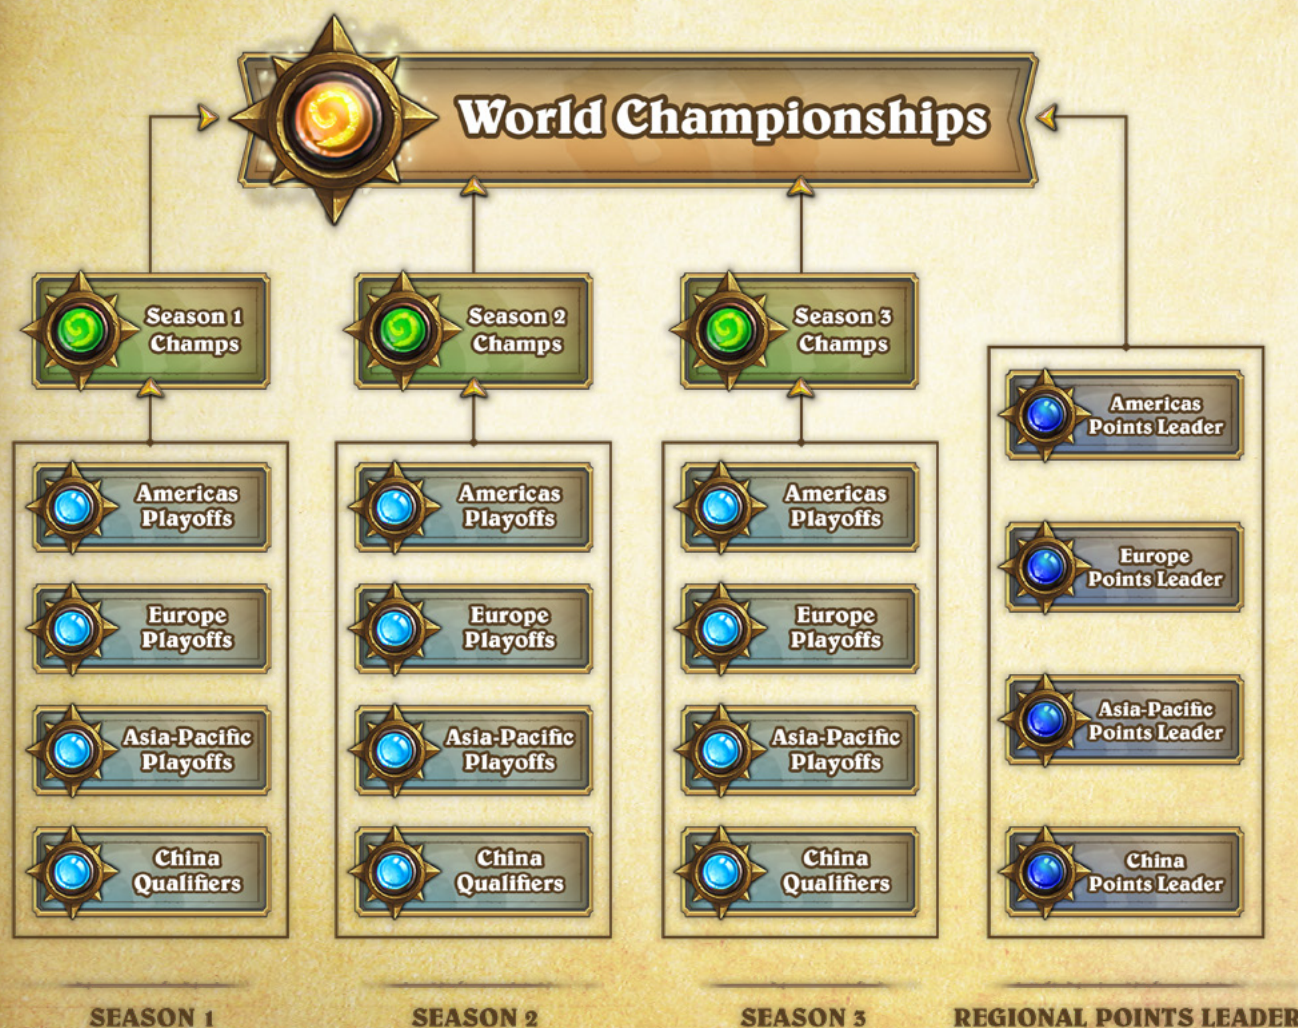 World Championships
Season 1
Champs
Season 2
Champs
Season 3
Champs
Americas
Playoffs
Europe
Playoffs
Asia-Pacific
Playoffs
China
Qualifiers
Americas
Playoffs
Europe
Playoffs
Asia-Pacific
Playoffs
China
Qualifiers
Americas
Playoffs
Europe
Playoffs
Asia-Pacific
Playoffs
China
Qualifiers
Americas
Points Leader
Europe
Points Leader
Asia-Pacific
Points Leader
China
Points Leader
SEASON 1
SEASON 2
SEASON 3
REGIONAL POINTS LEADER